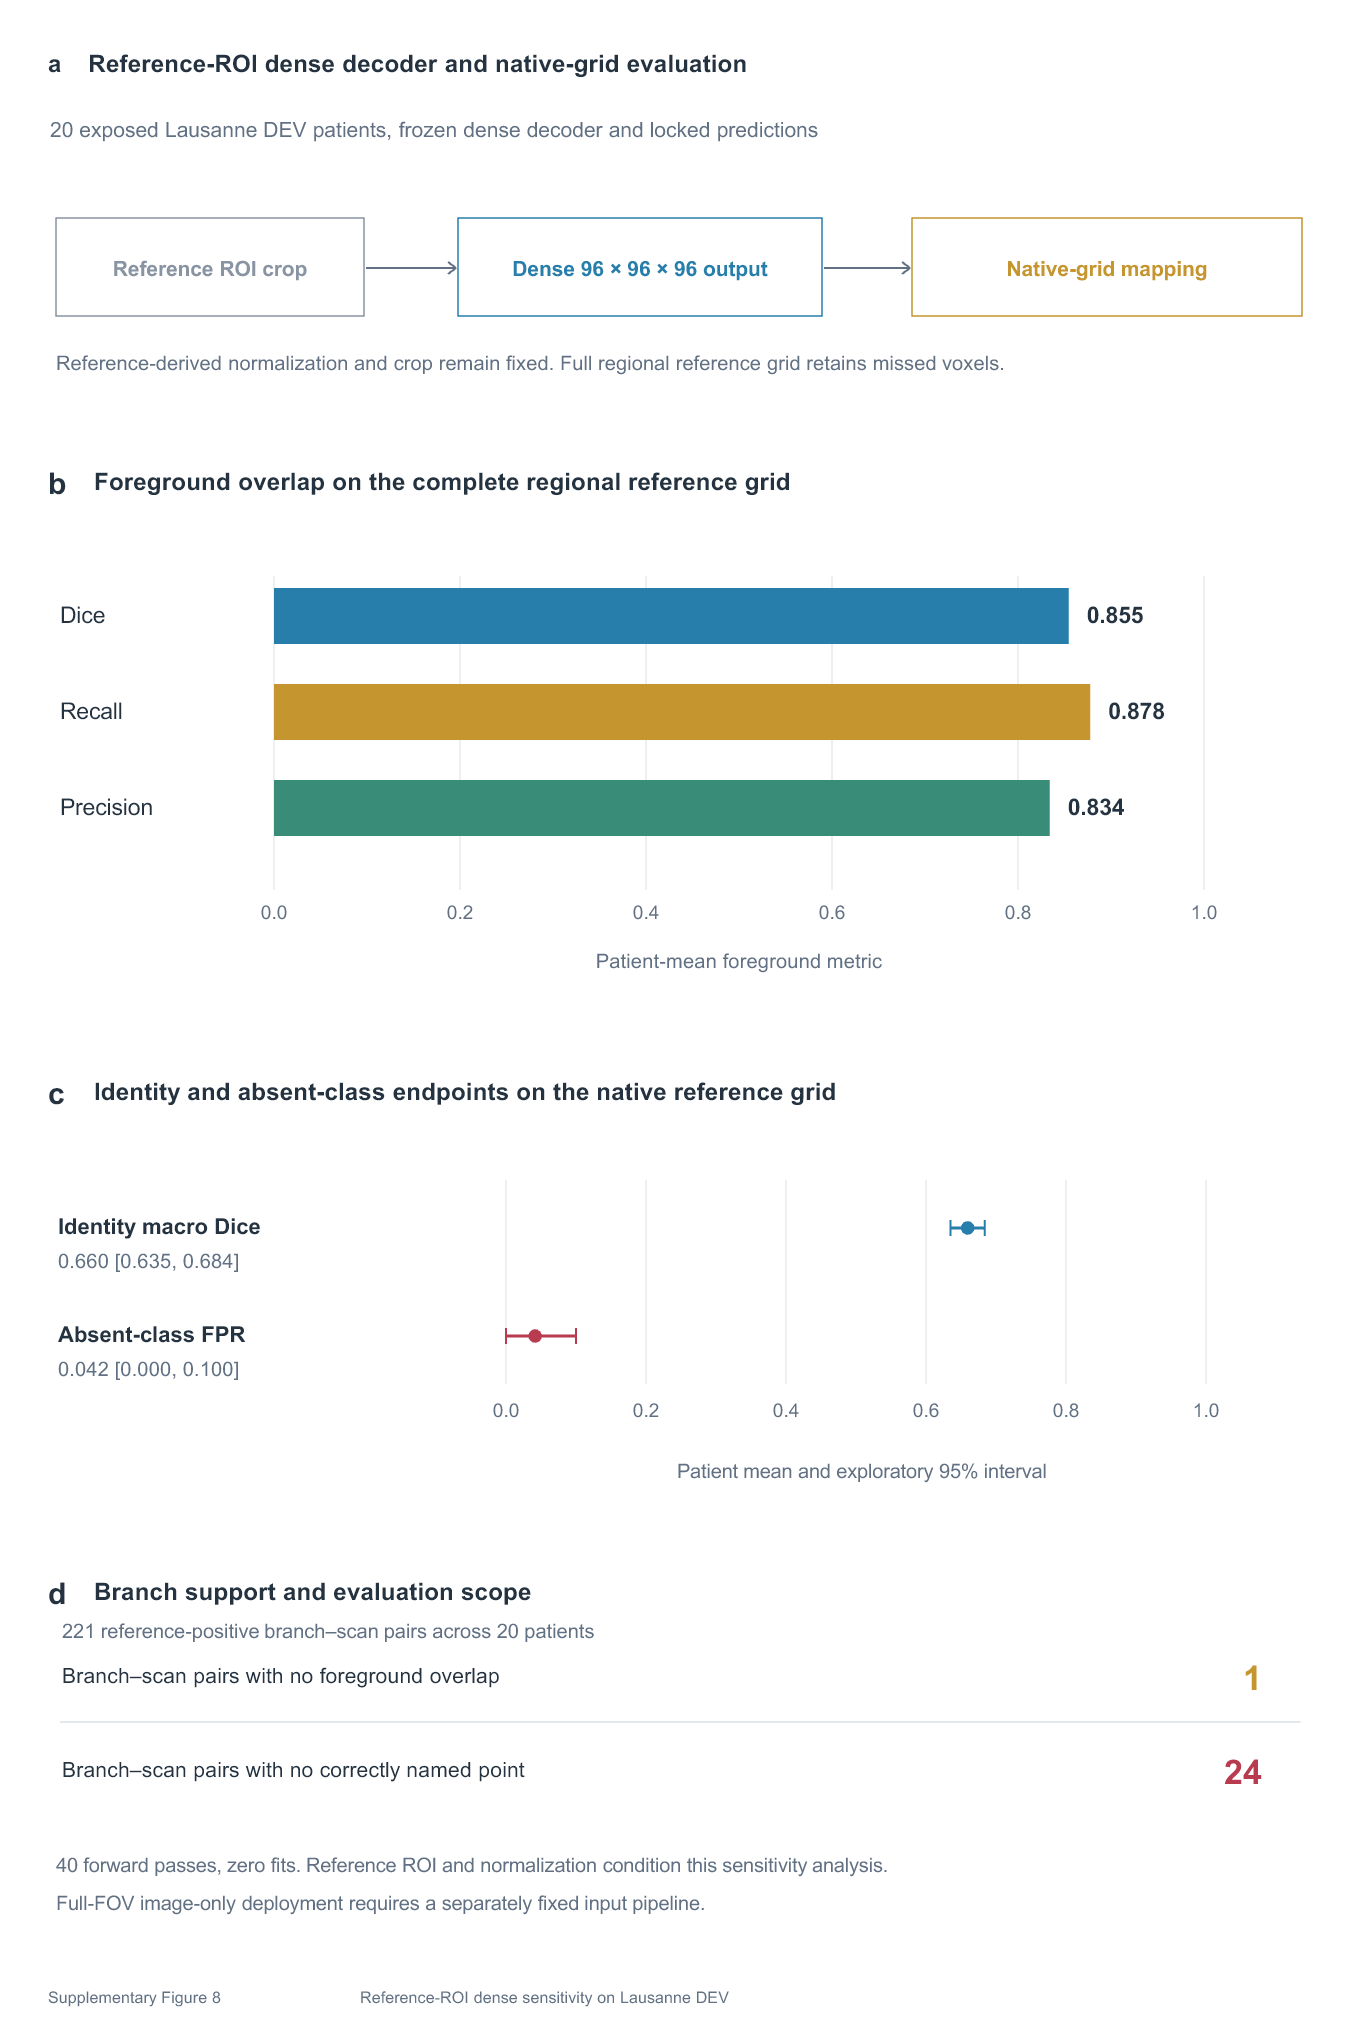 a Reference-ROI dense decoder and native-grid evaluation
20 exposed Lausanne DEV patients, frozen dense decoder and locked predictions
Reference ROI crop
Dense 96 × 96 × 96 output
Native-grid mapping
Reference-derived normalization and crop remain fixed. Full regional reference grid retains missed voxels.
b Foreground overlap on the complete regional reference grid
Dice
0.855
Recall
0.878
Precision
0.834
0.0 0.2 0.4 0.6 0.8 1.0
Patient-mean foreground metric
c Identity and absent-class endpoints on the native reference grid
Identity macro Dice
0.660 [0.635, 0.684]
Absent-class FPR
0.042 [0.000, 0.100]
0.0 0.2 0.4 0.6 0.8 1.0
Patient mean and exploratory 95% interval
d Branch support and evaluation scope
221 reference-positive branch–scan pairs across 20 patients
Branch–scan pairs with no foreground overlap
1
Branch–scan pairs with no correctly named point
24
40 forward passes, zero fits. Reference ROI and normalization condition this sensitivity analysis.
Full-FOV image-only deployment requires a separately fixed input pipeline.
Supplementary Figure 8
Reference-ROI dense sensitivity on Lausanne DEV